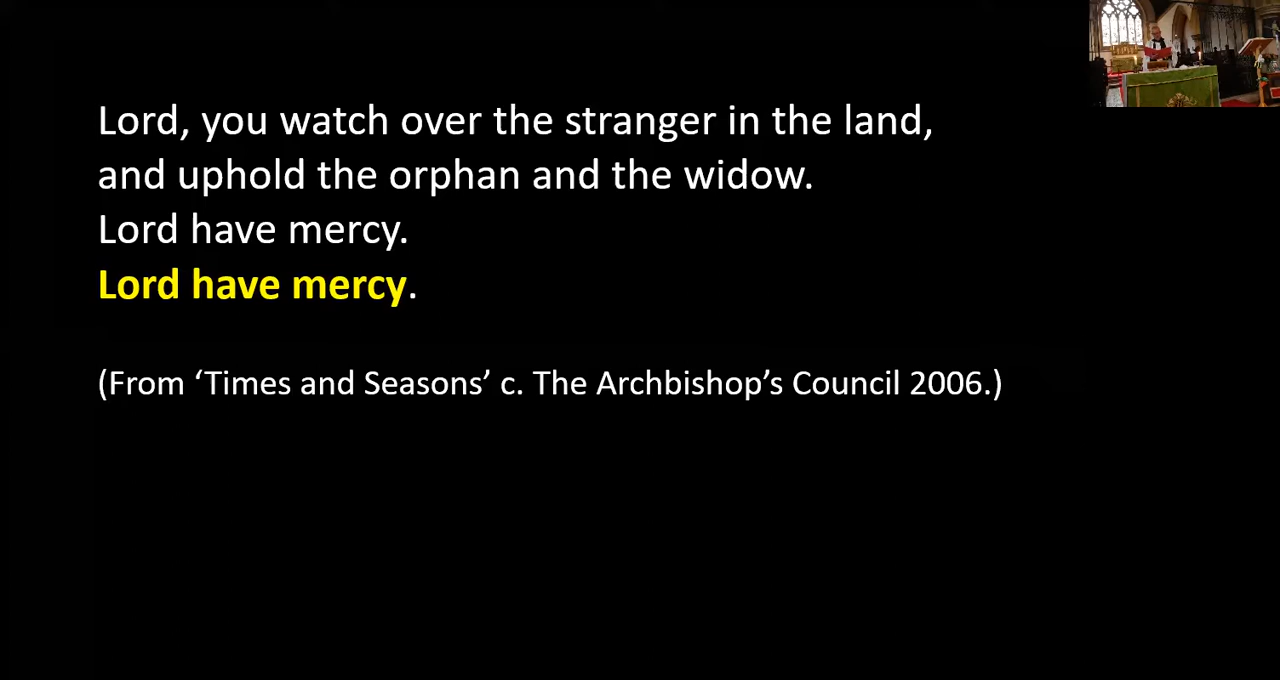 Lord, you watch over the stranger in the land,
and uphold the orphan and the widow.
Lord have mercy.
Lord have mercy.
(From ‘Times and Seasons’ c. The Archbishop’s Council 2006.)